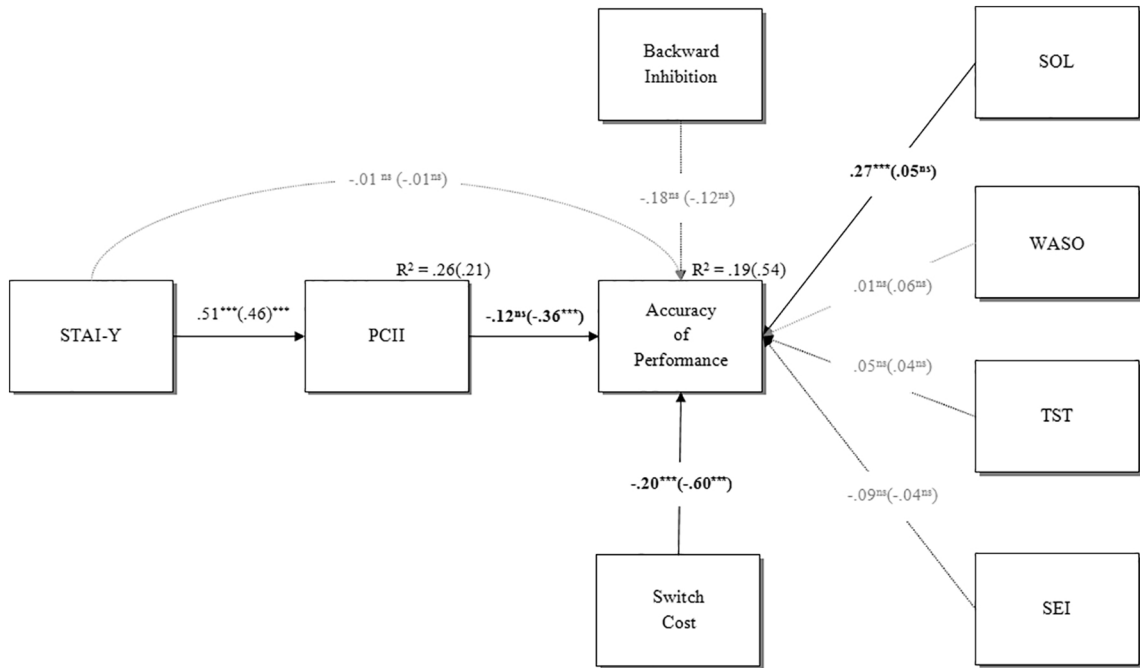 Backward
Inhibition
SOL
-.01 ns (-.01ns)
.27***(.05ns)
-.18ns(-.12ns)
WASO
R2 = .26(.21)
R2 = .19(.54)
.01ns(.06ns)
STAI-Y
.51***(.46)***
PCII
-.12ns(-.36***)
Accuracy
of
Performance
.05ns(.04ns)
TST
-.20***(-.60***)
-.09ns(-.04ns)
Switch
Cost
SEI